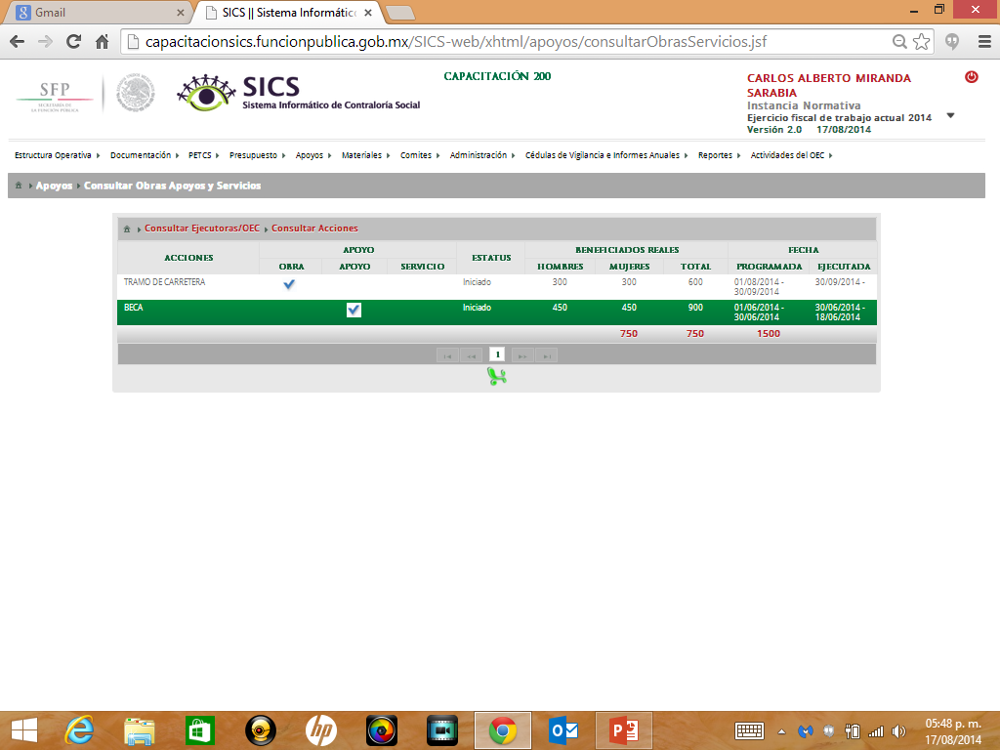 Gmail
SICS || Sistema Informátic
capacitacionsics.funcionpublica.gob.mx/SICS-web/xhtml/apoyos/consultarObrasServicios.jsf
SFP
SECRETARÍA DE
LA FUNCIÓN PÚBLICA
SICS
Sistema Informático de Contraloría Social
CAPACITACIÓN 200
CARLOS ALBERTO MIRANDA
SARABIA
Instancia Normativa
Ejercicio fiscal de trabajo actual 2014
Versión 2.0 17/08/2014
Estructura Operativa Documentación PETCS Presupuesto Apoyos Materiales Comites Administración Cédulas de Vigilancia e Informes Anuales Reportes Actividades del OEC
Apoyos Consultar Obras Apoyos y Servicios
Consultar Ejecutoras/OEC Consultar Acciones
ACCIONES APOYO ESTATUS BENEFICIADOS REALES FECHA
OBRA APOYO SERVICIO HOMBRES MUJERES TOTAL PROGRAMADA EJECUTADA
TRAMO DE CARRETERA Iniciado 300 300 600 01/08/2014 - 30/09/2014 -
30/09/2014
BECA Iniciado 450 450 900 01/06/2014 - 30/06/2014 -
30/06/2014 18/06/2014
750 750 1500
1
hp
05:48 p. m.
17/08/2014